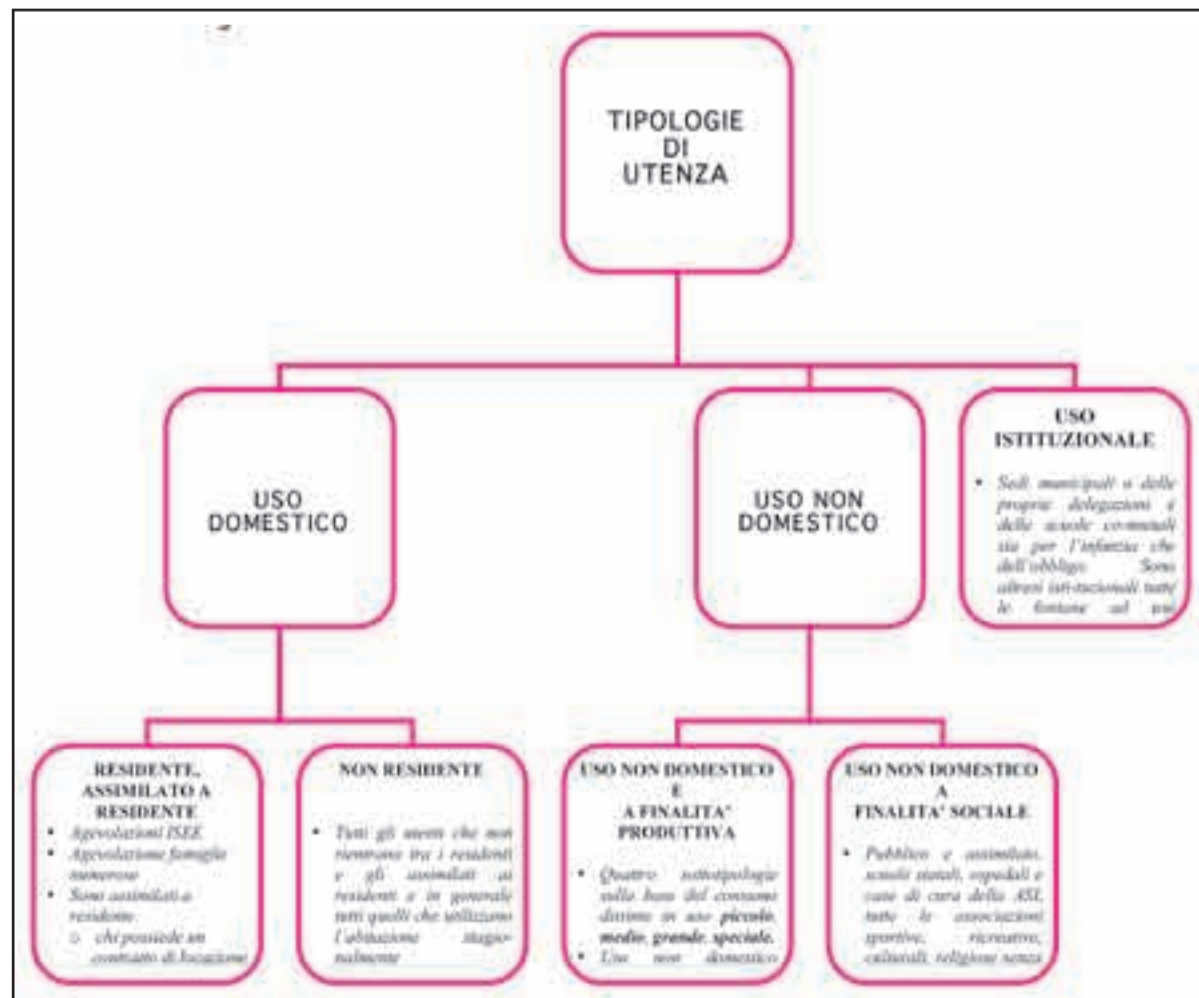 TIPOLOGIE
DI
UTENZA
USO
DOMESTICO
USO NON
DOMESTICO
USO
ISTITUZIONALE
• Sedi municipali o delle
proprie delegazioni e
delle scuole co-munali
sia per l'infanzia che
dell'obbligo. Sono
altresì isti-tuzionali tutte
le fontane ad uso
RESIDENTE,
ASSIMILATO A
RESIDENTE
• Agevolazioni ISEE
• Agevolazione famiglie
numerose
• Sono assimilati a
residente
o chi possiede un
contratto di locazione
NON RESIDENTE
• Tutti gli utenti che non
rientrano tra i residenti
e gli assimilati ai
residenti e in generale
tutti quelli che utilizzano
l'abitazione stagio-
nalmente
USO NON DOMESTICO
E
A FINALITA'
PRODUTTIVA
• Quattro sottotipologie
sulla base del consumo
distinte in uso piccolo,
medio, grande, speciale.
• Uso non domestico
USO NON DOMESTICO
A
FINALITA' SOCIALE
• Pubblico e assimilato,
scuole statali, ospedali e
case di cura della ASL,
tutte le associazioni
sportive, ricreative,
culturali, religione senza